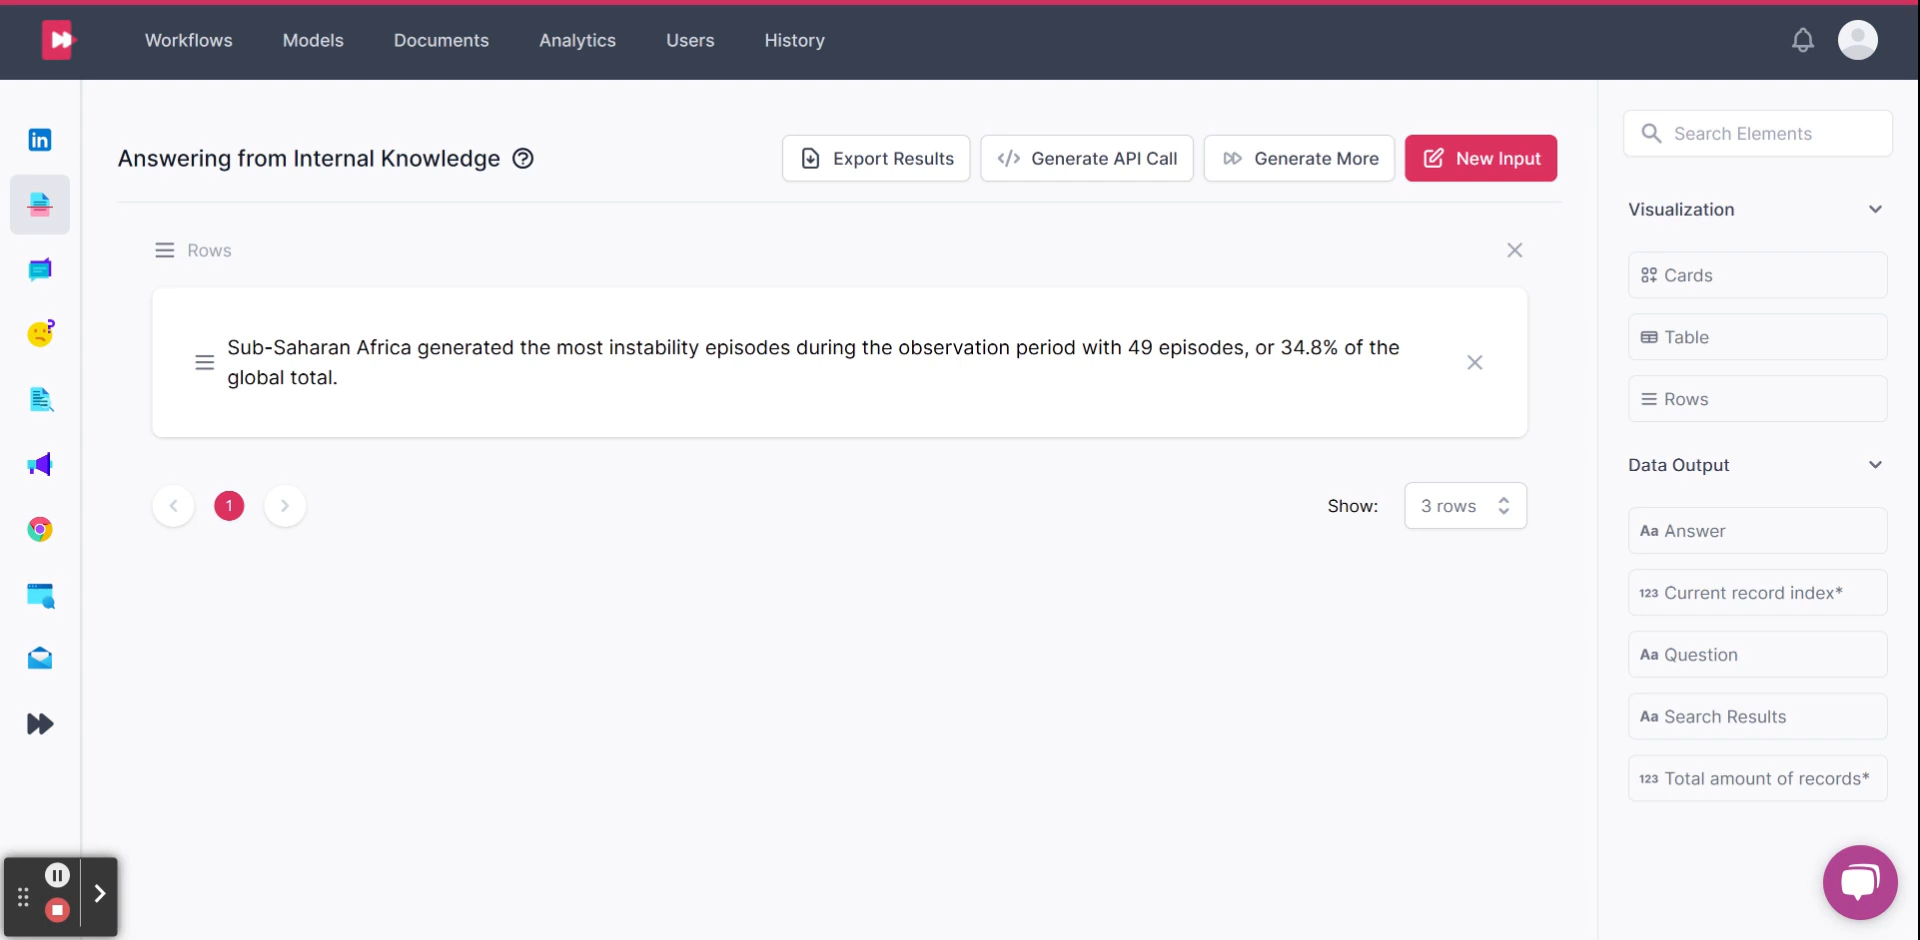 Workflows
Models
Documents
Analytics
Users
History
in
Answering from Internal Knowledge
Export Results
</> Generate API Call
Generate More
New Input
Search Elements
Rows
Sub-Saharan Africa generated the most instability episodes during the observation period with 49 episodes, or 34.8% of the
global total.
1
Show:
3 rows
Visualization
Cards
Table
Rows
Data Output
Aa Answer
123 Current record index*
Aa Question
Aa Search Results
123 Total amount of records*